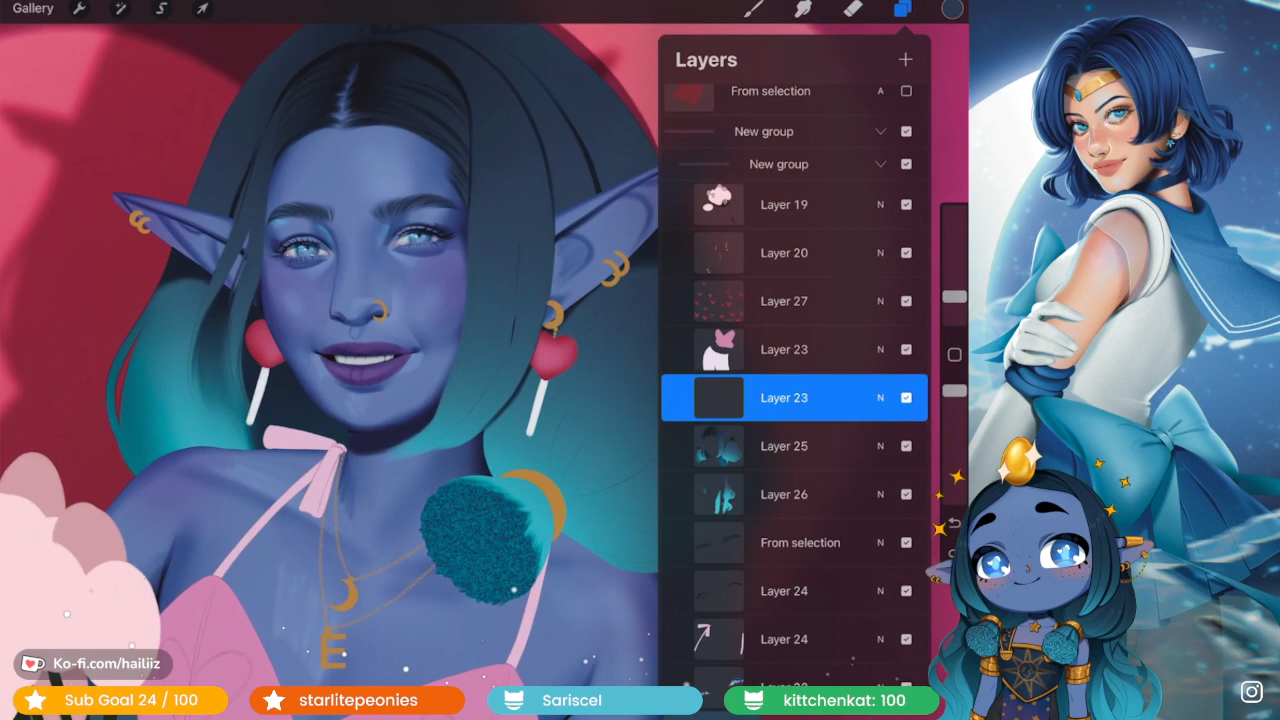 Gallery
Layers
From selection A
New group
New group
Layer 19 N
Layer 20 N
Layer 27 N
Layer 23 N
Layer 23 N
Layer 25 N
Layer 26 N
From selection N
Layer 24 N
Layer 24 N
E
Ko-fi.com/hailiiz
Sub Goal 24 / 100
starlitepeonies
Sariscel
kittchenkat: 100